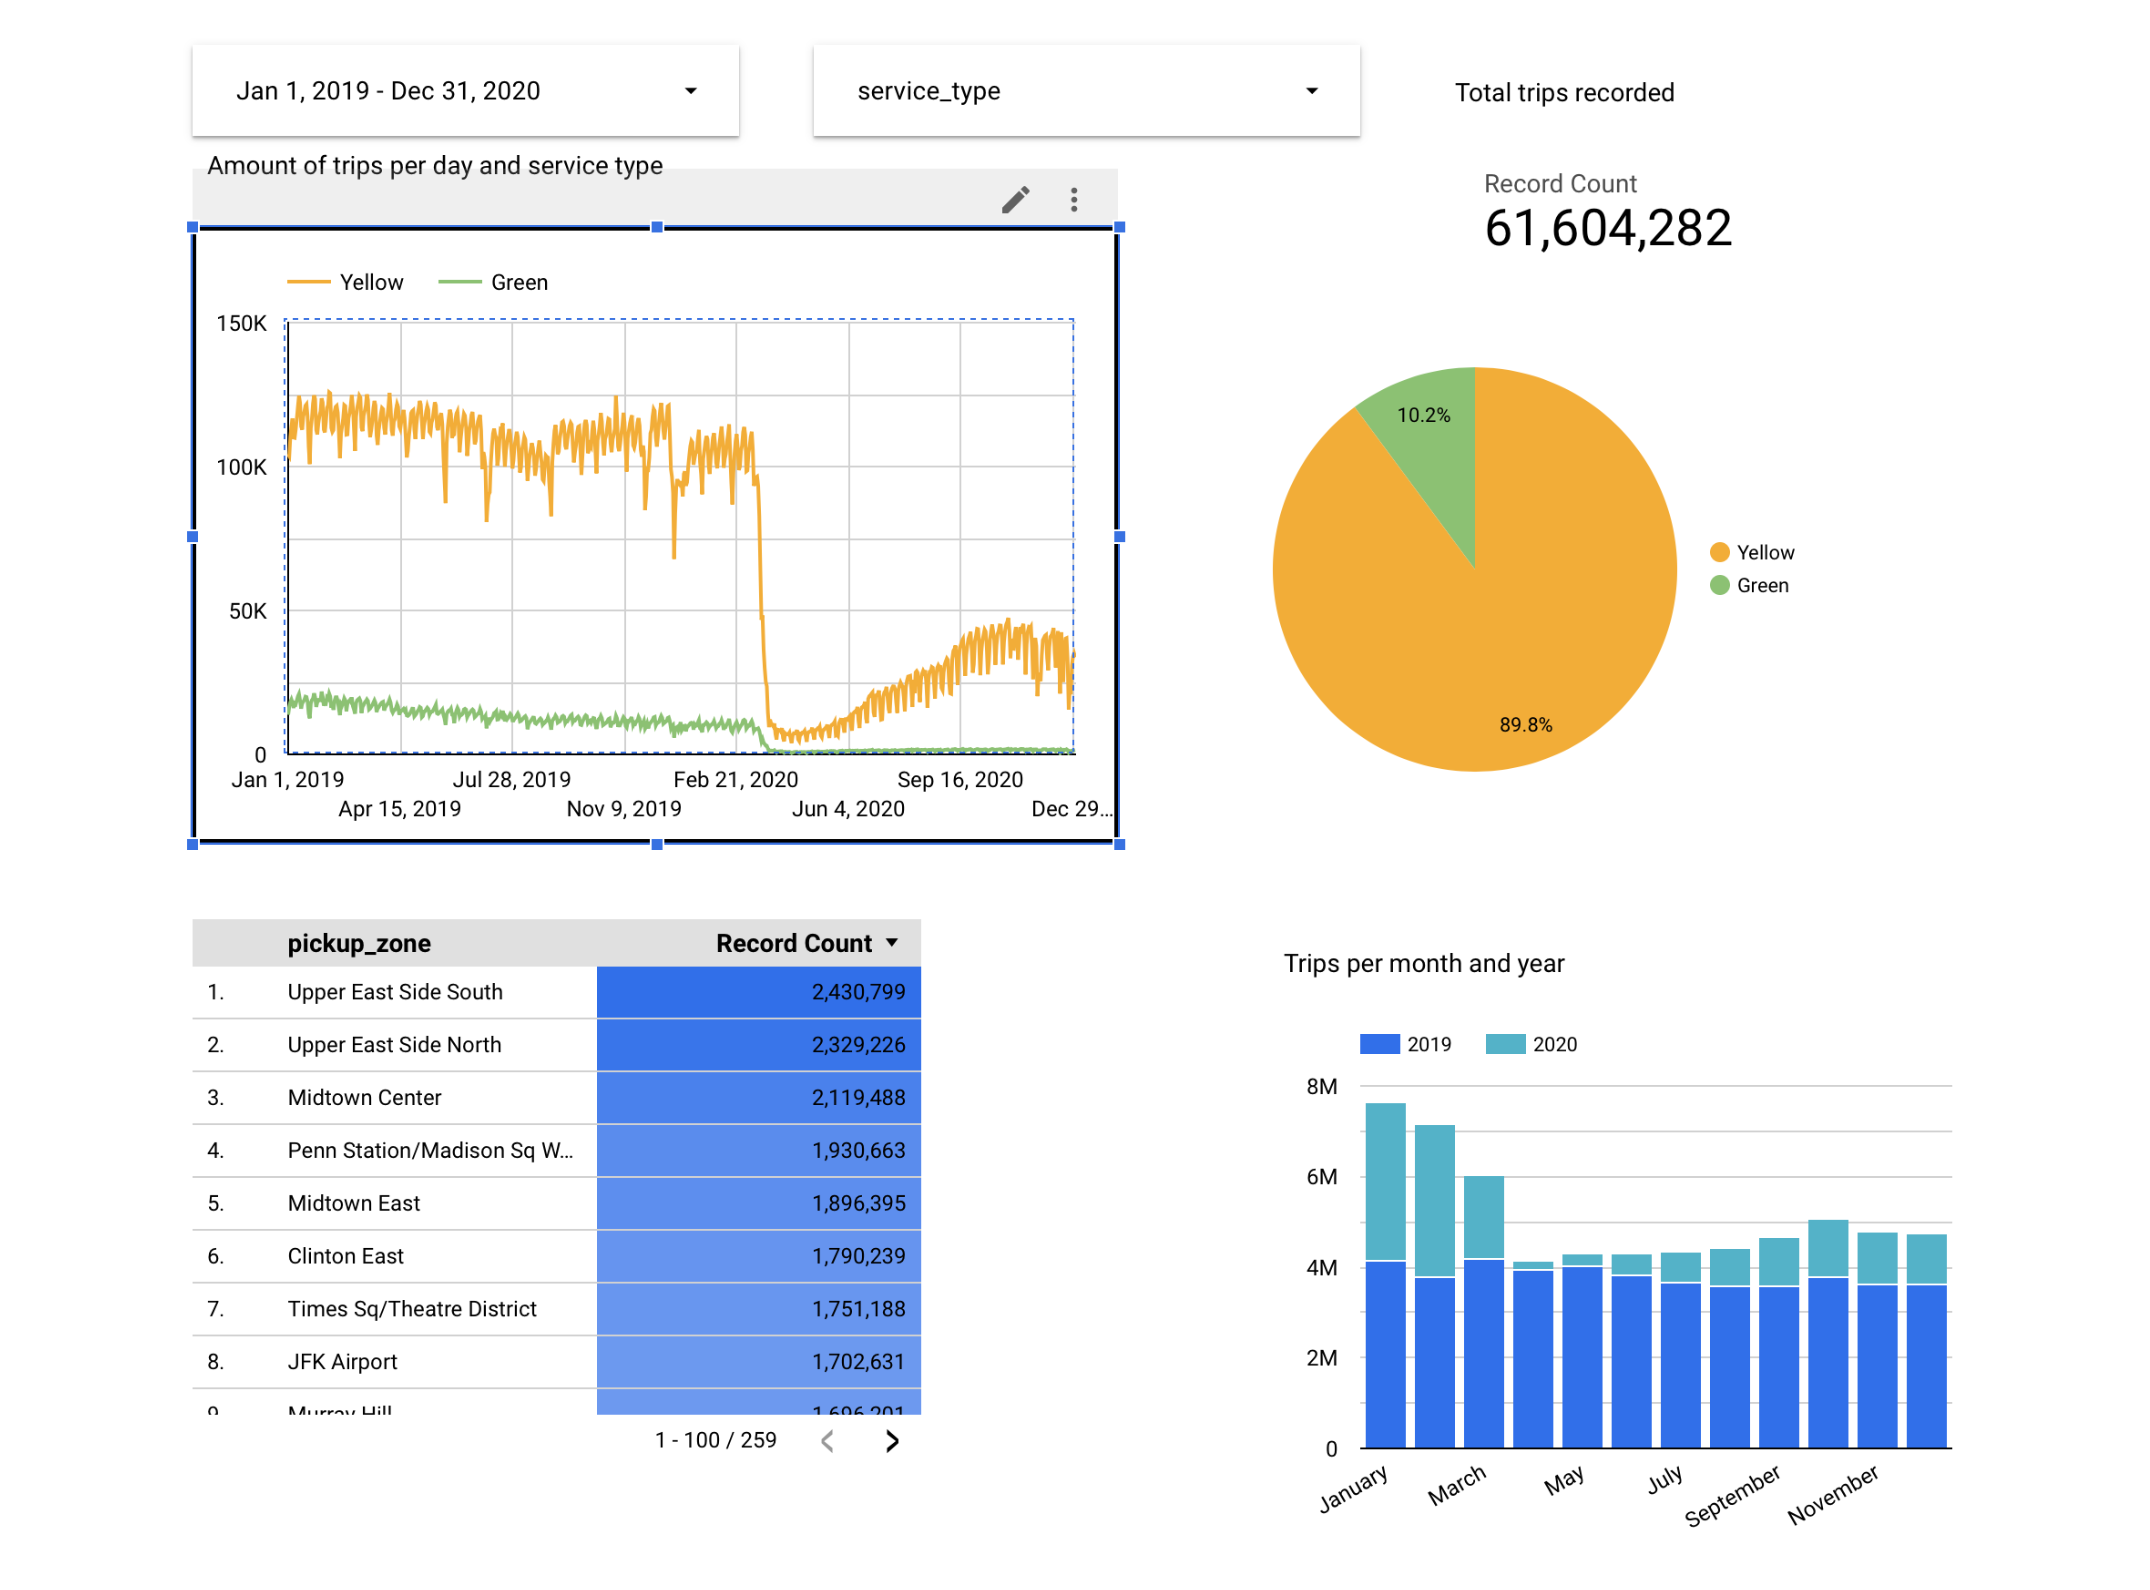 Jan 1, 2019 - Dec 31, 2020
service_type
Total trips recorded
Amount of trips per day and service type
Record Count
61,604,282
Yellow
Green
150K
100K
50K
0
Jan 1, 2019
Jul 28, 2019
Feb 21, 2020
Sep 16, 2020
Apr 15, 2019
Nov 9, 2019
Jun 4, 2020
Dec 29...
10.2%
89.8%
Yellow
Green
pickup_zone Record Count
1. Upper East Side South 2,430,799
2. Upper East Side North 2,329,226
3. Midtown Center 2,119,488
4. Penn Station/Madison Sq W... 1,930,663
5. Midtown East 1,896,395
6. Clinton East 1,790,239
7. Times Sq/Theatre District 1,751,188
8. JFK Airport 1,702,631
9. Murray Hill 1,696,201
1 - 100 / 259
Trips per month and year
2019
2020
8M
6M
4M
2M
0
January
March
May
July
September
November